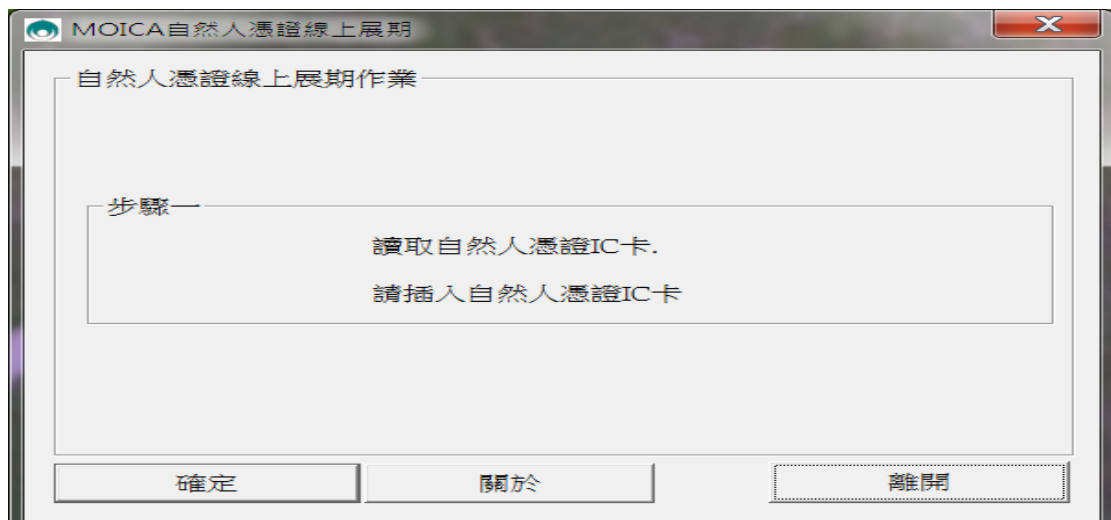 MOICA自然人憑證線上展期
自然人憑證線上展期作業
步驟一
讀取自然人憑證IC卡.
請插入自然人憑證IC卡
確定
關於
離開